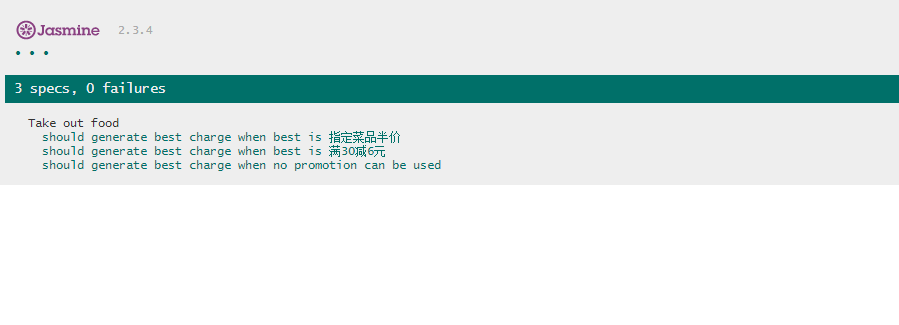 Jasmine 2.3.4
• • •
3 specs, 0 failures
Take out food
should generate best charge when best is 指定菜品半价
should generate best charge when best is 满30减6元
should generate best charge when no promotion can be used